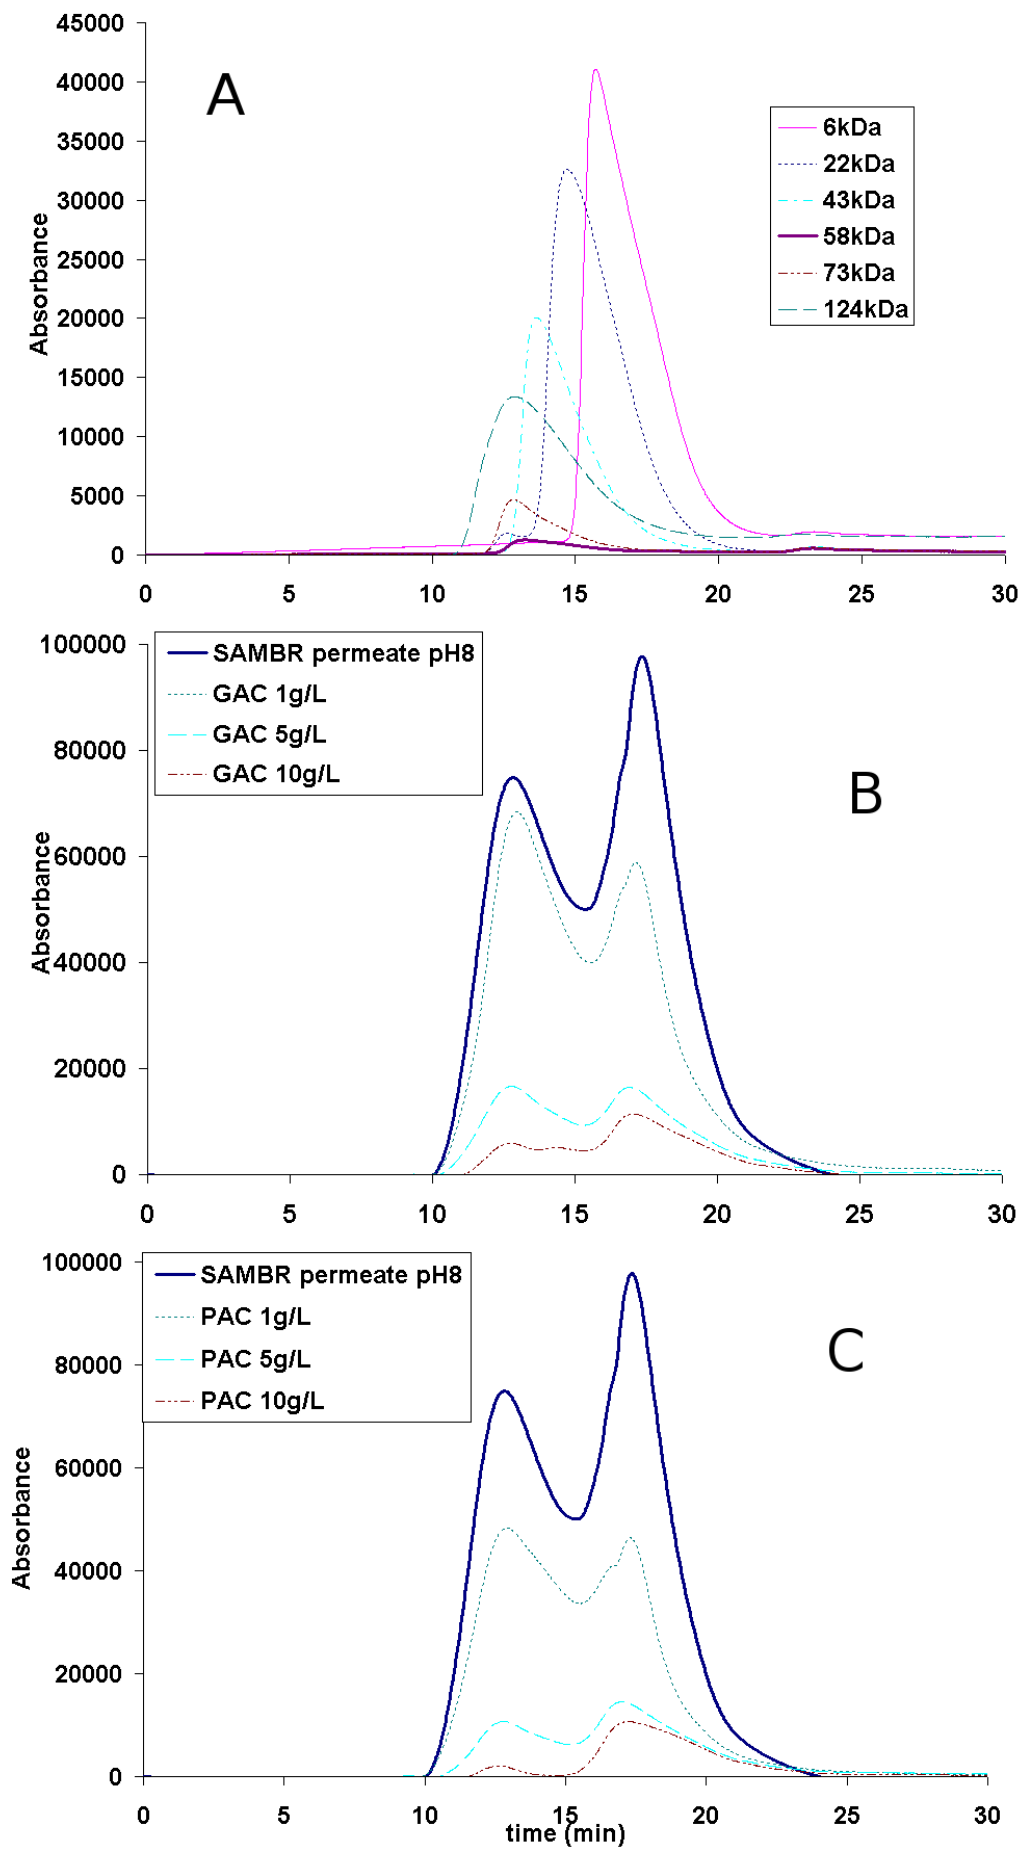 45000
40000
35000
30000
25000
20000
15000
10000
5000
0
Absorbance
A
6kDa
22kDa
43kDa
58kDa
73kDa
124kDa
0 5 10 15 20 25 30
100000
80000
60000
40000
20000
0
Absorbance
SAMBR permeate pH8
GAC 1g/L
GAC 5g/L
GAC 10g/L
B
0 5 10 15 20 25 30
100000
80000
60000
40000
20000
0
Absorbance
SAMBR permeate pH8
PAC 1g/L
PAC 5g/L
PAC 10g/L
C
0 5 10 15 20 25 30
time (min)